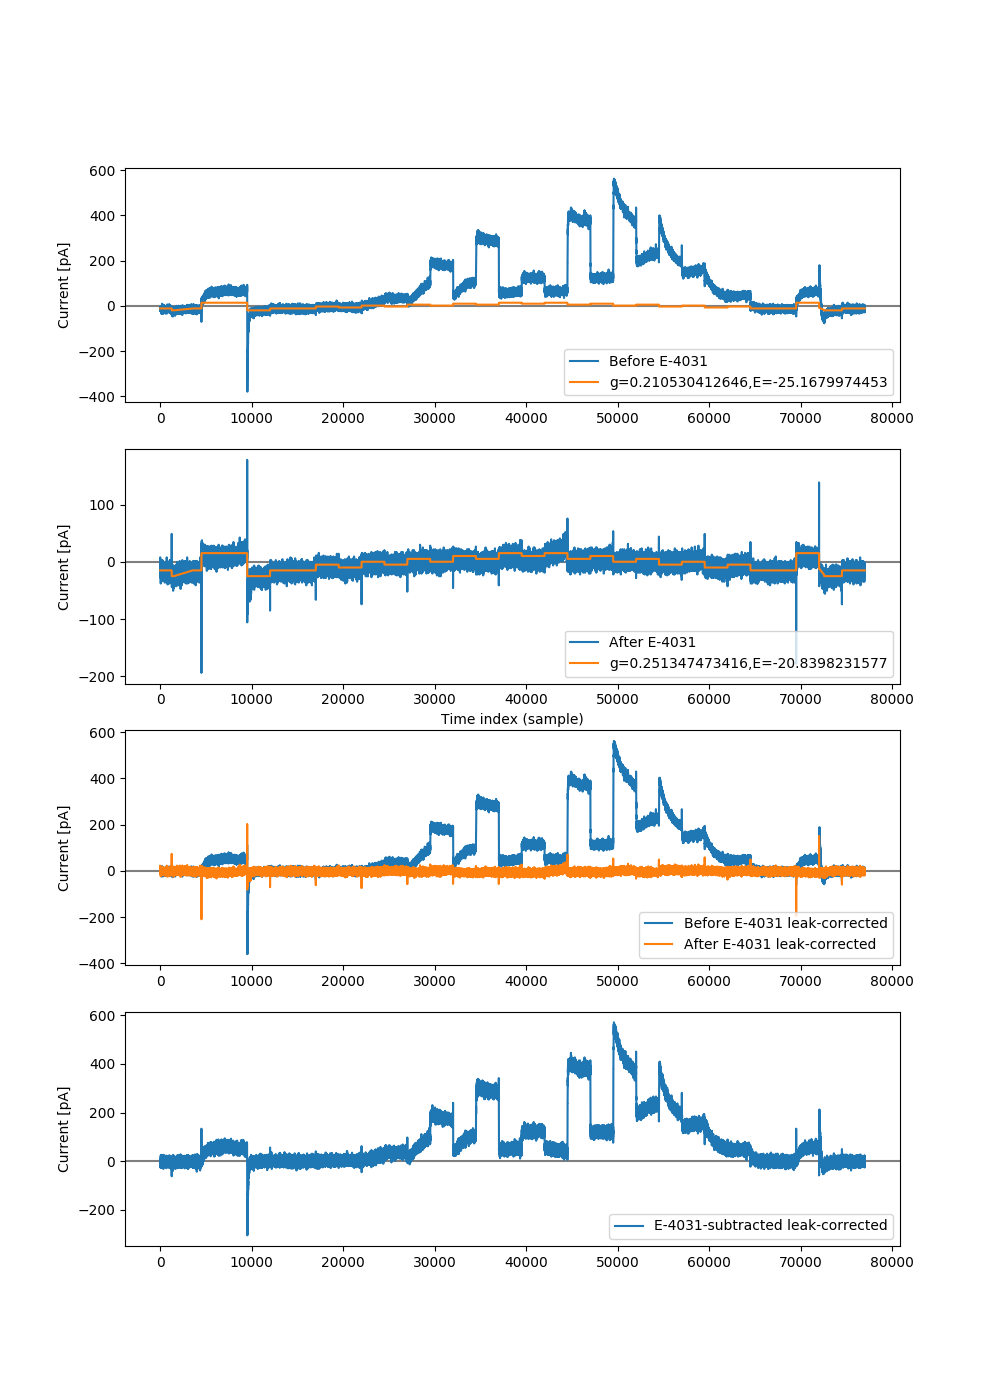 600
400
200
0
−200
−400
Current [pA]
Before E-4031
g=0.210530412646,E=-25.1679974453
0 10000 20000 30000 40000 50000 60000 70000 80000
100
0
−100
−200
Current [pA]
After E-4031
g=0.251347473416,E=-20.8398231577
0 10000 20000 30000 40000 50000 60000 70000 80000
Time index (sample)
600
400
200
0
−200
−400
Current [pA]
Before E-4031 leak-corrected
After E-4031 leak-corrected
0 10000 20000 30000 40000 50000 60000 70000 80000
600
400
200
0
−200
Current [pA]
E-4031-subtracted leak-corrected
0 10000 20000 30000 40000 50000 60000 70000 80000